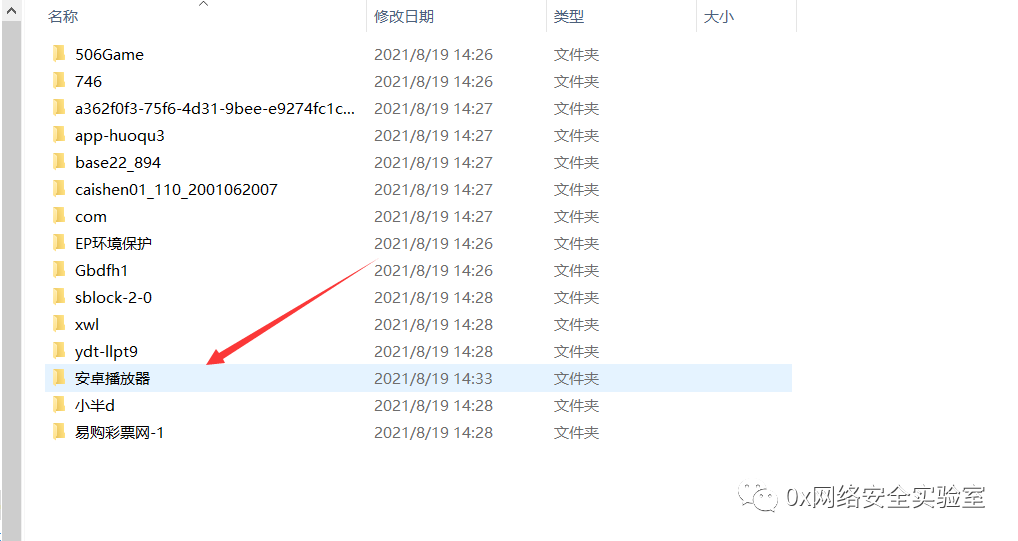 名称 修改日期 类型 大小
506Game 2021/8/19 14:26 文件夹
746 2021/8/19 14:26 文件夹
a362f0f3-75f6-4d31-9bee-e9274fc1c... 2021/8/19 14:27 文件夹
app-huoqu3 2021/8/19 14:27 文件夹
base22_894 2021/8/19 14:27 文件夹
caishen01_110_2001062007 2021/8/19 14:27 文件夹
com 2021/8/19 14:27 文件夹
EP环境保护 2021/8/19 14:26 文件夹
Gbdfh1 2021/8/19 14:26 文件夹
sblock-2-0 2021/8/19 14:28 文件夹
xwl 2021/8/19 14:28 文件夹
ydt-llpt9 2021/8/19 14:28 文件夹
安卓播放器 2021/8/19 14:33 文件夹
小半d 2021/8/19 14:28 文件夹
易购彩票网-1 2021/8/19 14:28 文件夹
0x网络安全实验室